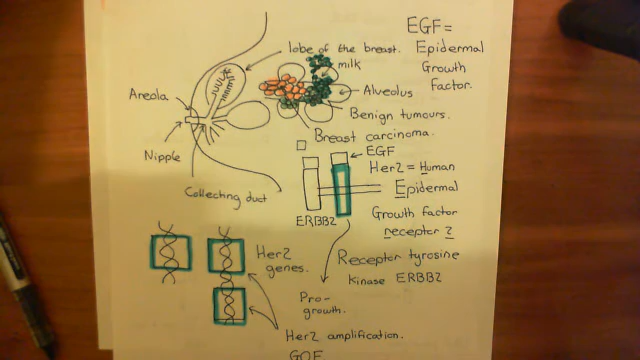 EGF=
Epidermal
Growth
Factor.
lobe of the breast.
milk
Areola
Alveolus
Benign tumours.
Breast carcinoma.
Nipple
Collecting duct
EGF
Her2 = Human
Epidermal
Growth factor
receptor 2
ERBB2
Receptor tyrosine
kinase ERBB2
Her2
genes.
Pro-
growth.
Her2 amplification.
GOF